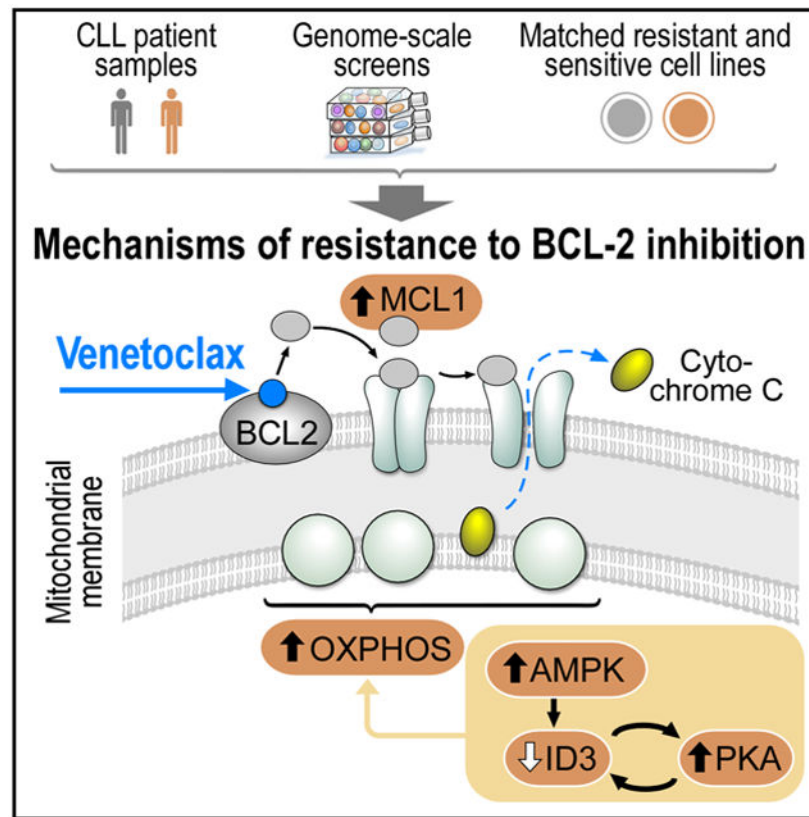 CLL patient
samples
Genome-scale
screens
Matched resistant and
sensitive cell lines
Mechanisms of resistance to BCL-2 inhibition
MCL1
Venetoclax
BCL2
Cyto-
chrome C
Mitochondrial
membrane
OXPHOS
AMPK
ID3
PKA